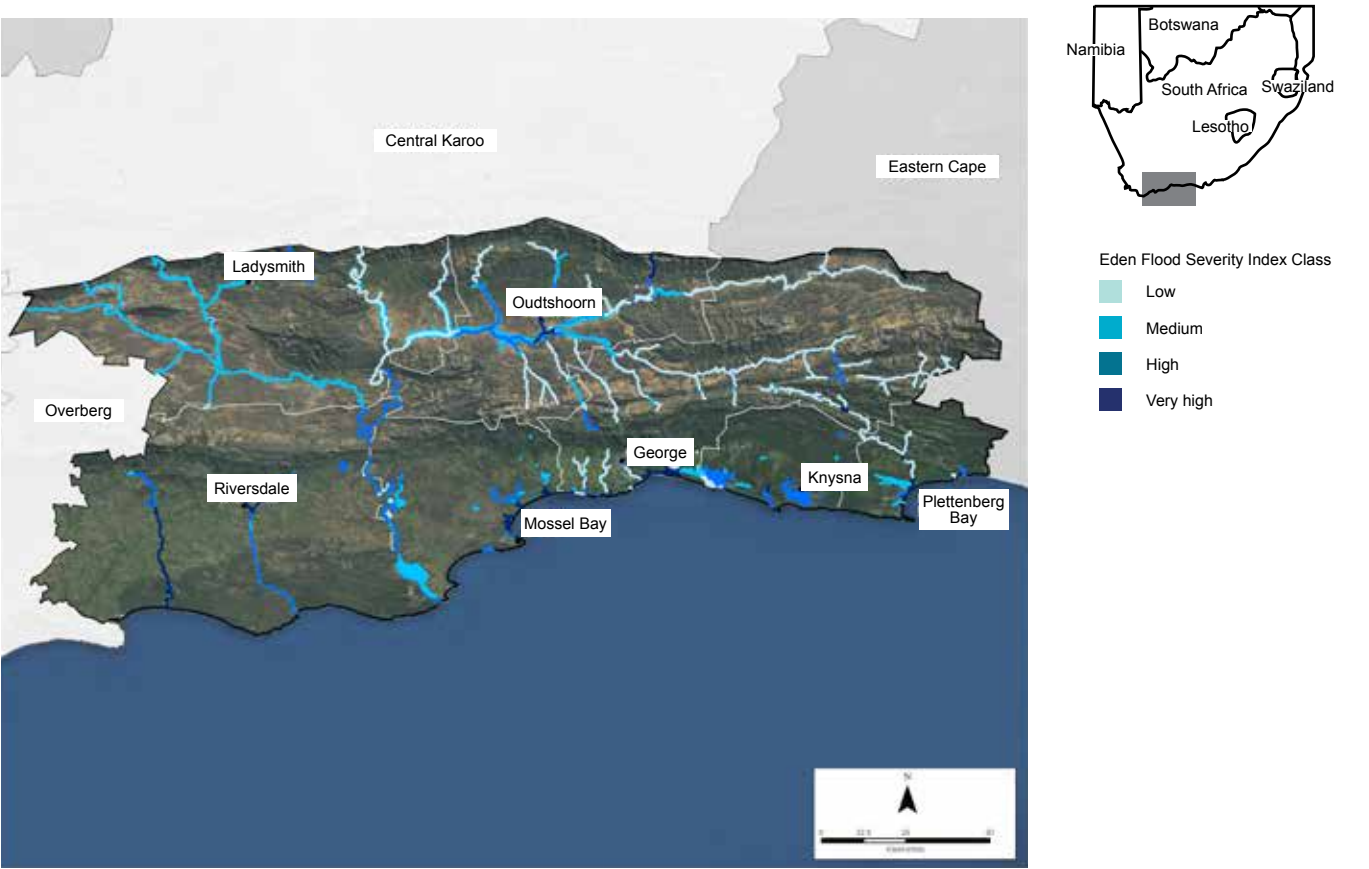 Central Karoo
Eastern Cape
Ladysmith
Oudtshoorn
Overberg
George
Riversdale
Knysna
Plettenberg
Bay
Mossel Bay
N
Botswana
Namibia
South Africa
Swaziland
Lesotho
Eden Flood Severity Index Class
Low
Medium
High
Very high